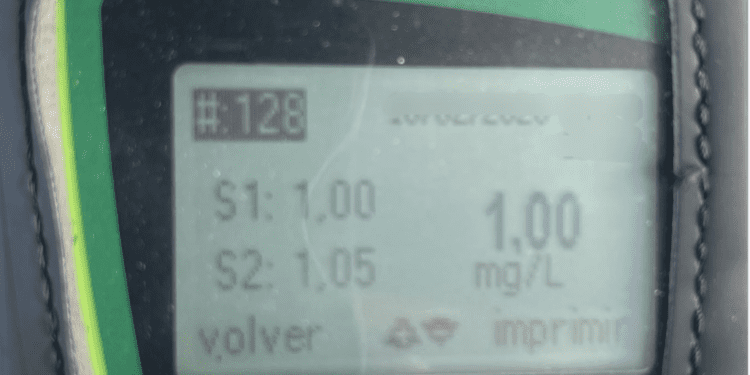 #:128
S1: 1,00
1,00
S2: 1,05
mg/L
volver imprimir